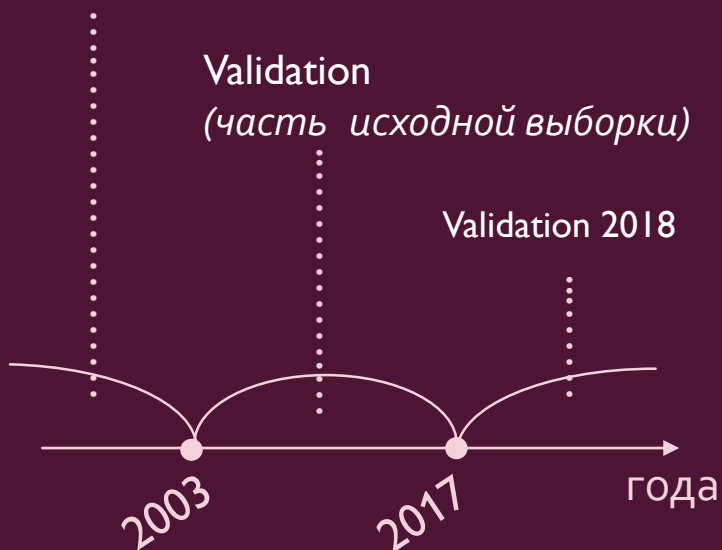 Validation
(часть исходной выборки)
Validation 2018
года
2003
2017